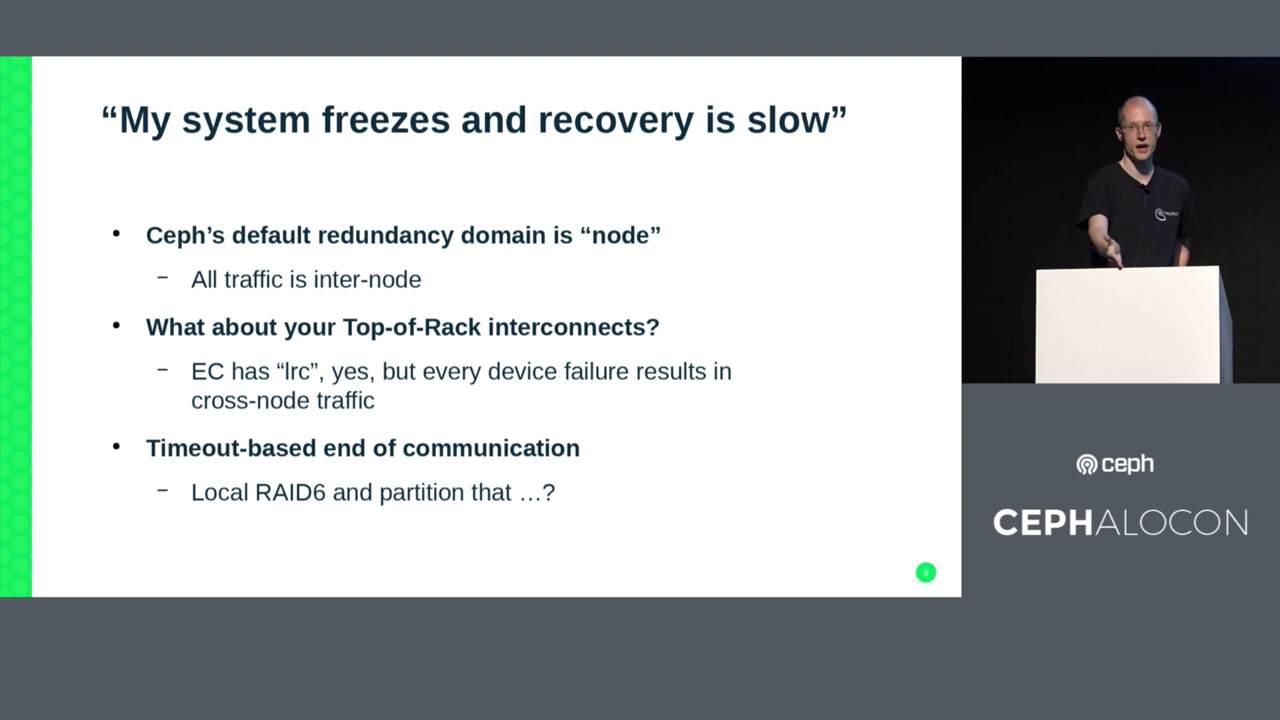 “My system freezes and recovery is slow”
• Ceph’s default redundancy domain is “node”
– All traffic is inter-node
• What about your Top-of-Rack interconnects?
– EC has “lrc”, yes, but every device failure results in
cross-node traffic
• Timeout-based end of communication
– Local RAID6 and partition that …?
ceph
CEPHALOCON